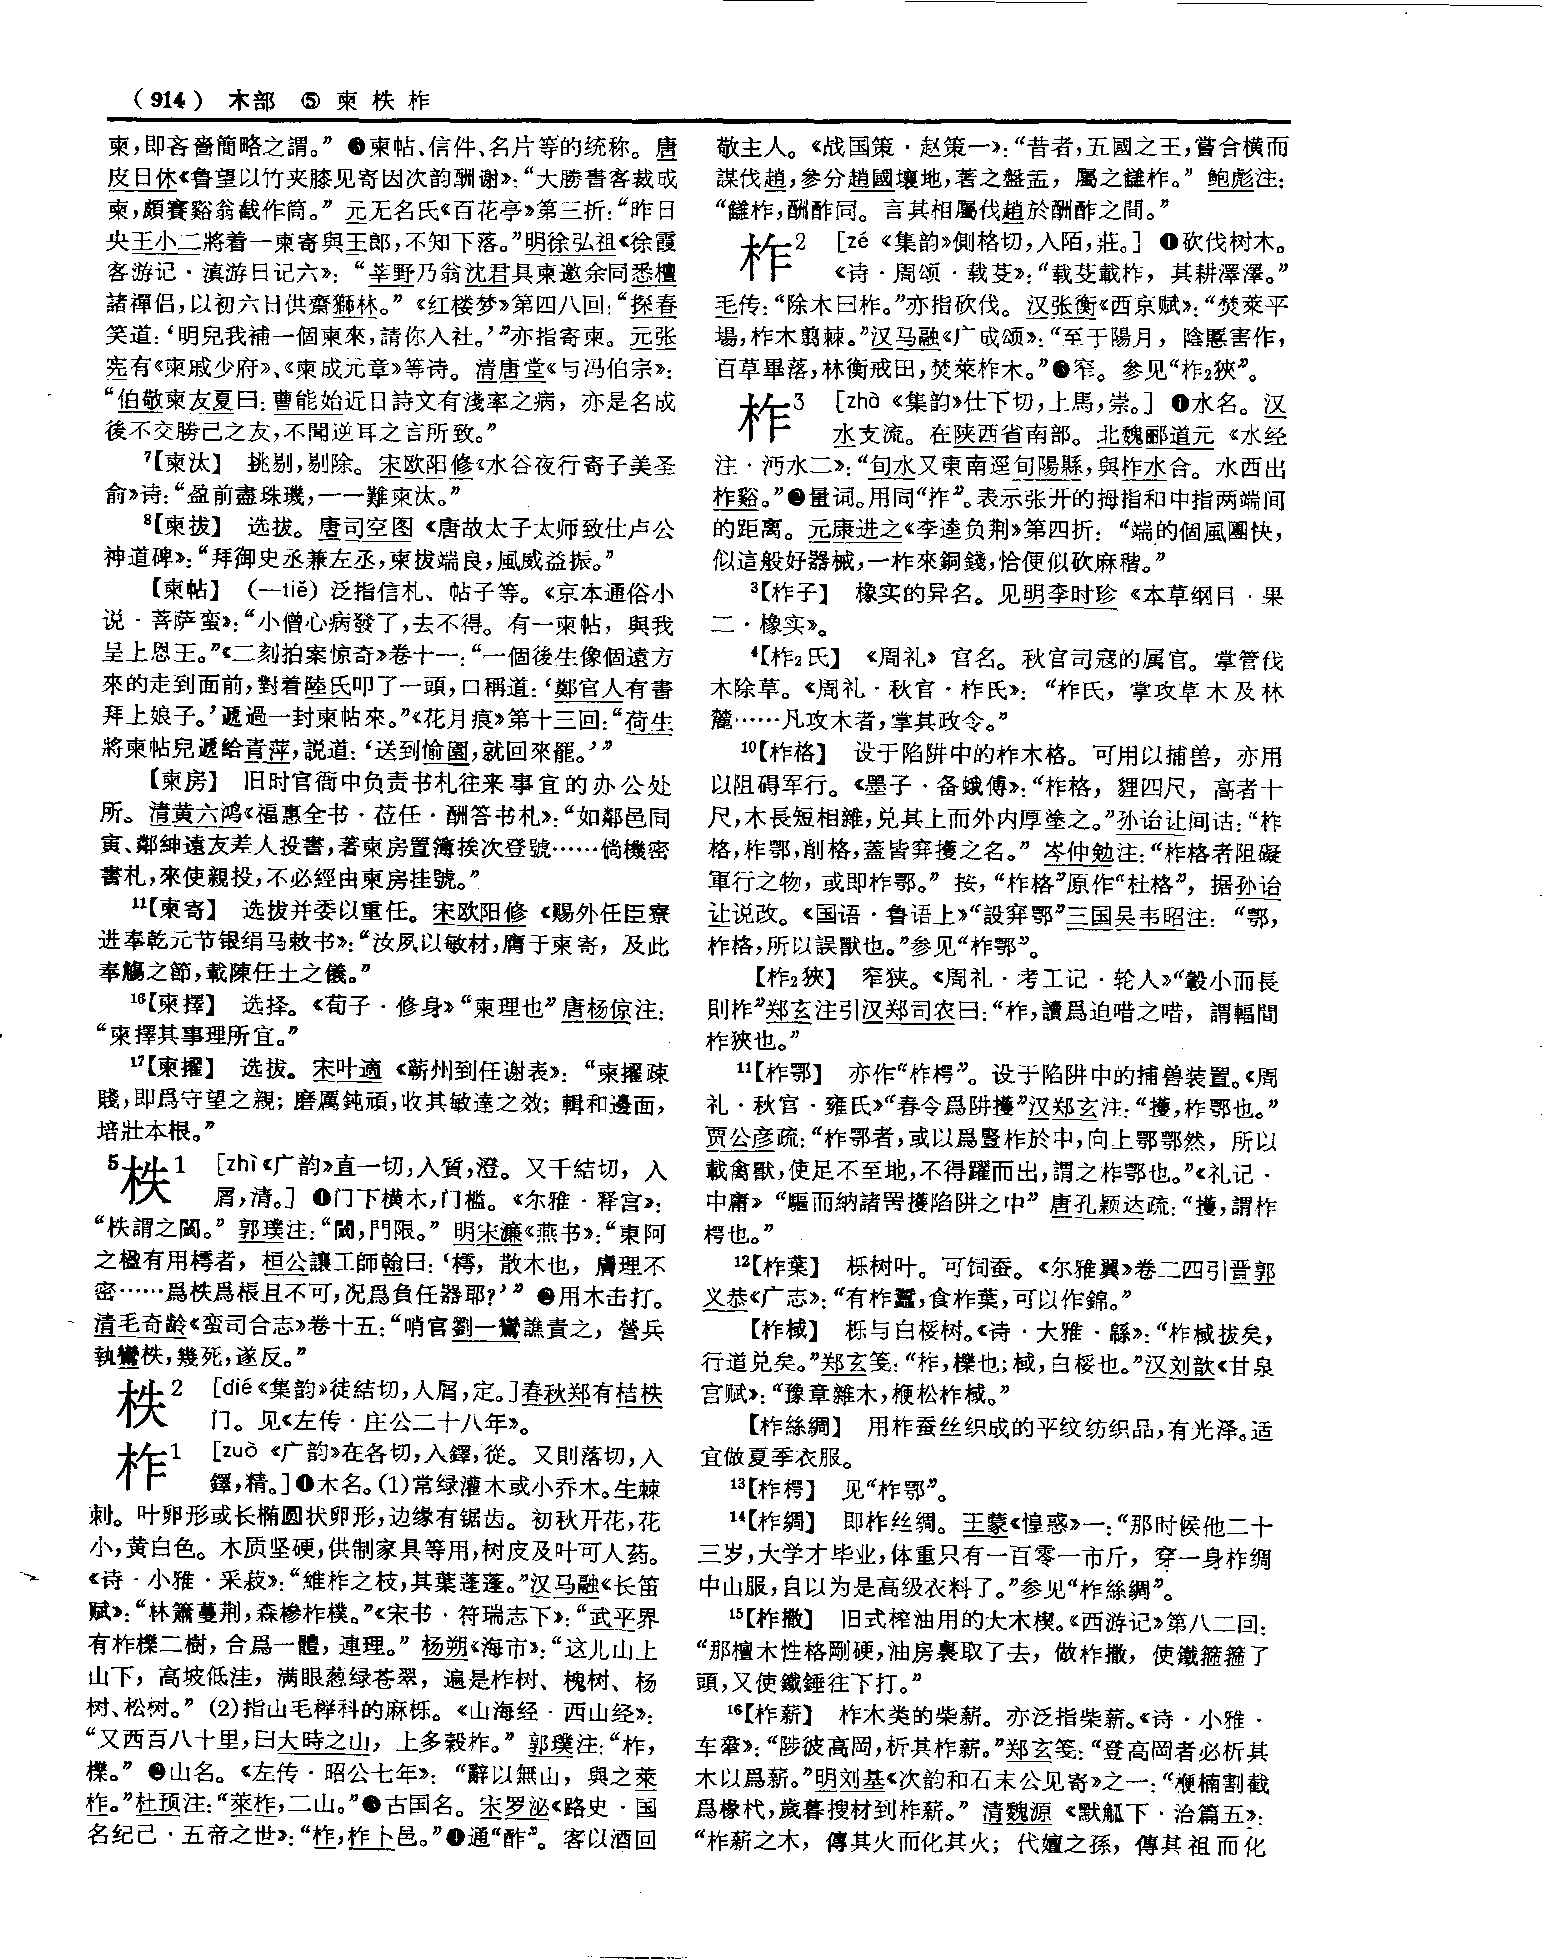 （914） 木部 ⑤ 柬柣柞
柬，即吝嗇簡略之謂。” ❻柬帖、信件、名片等的统称。唐
皮日休《鲁望以竹夹膝见寄因次韵酬谢》：“大勝書客裁成
柬，頗賽谿翁截作筒。” 元无名氏《百花亭》第三折：“昨日
央王小二將着一柬寄與王郎，不知下落。”明徐弘祖《徐霞
客游记·滇游日记六》：“莘野乃翁沈君具柬邀余同悉檀
諸禪侣，以初六日供齋獅林。” 《红楼梦》第四八回：“探春
笑道：‘明兒我補一個柬來，請你入社。’”亦指寄柬。元张
宪有《柬戚少府》、《柬成元章》等诗。清唐堂《与冯伯宗》：
“伯敬柬友夏曰：曹能始近日詩文有淺率之病，亦是名成
後不交勝己之友，不聞逆耳之言所致。”
⁷【柬汰】 挑剔，剔除。宋欧阳修《水谷夜行寄子美圣
俞》诗：“盈前盡珠璣，一一難柬汰。”
⁸【柬拔】 选拔。唐司空图《唐故太子太师致仕卢公
神道碑》：“拜御史丞兼左丞，柬拔端良，風威益振。”
【柬帖】 （—tiě）泛指信札、帖子等。《京本通俗小
说·菩萨蛮》：“小僧心病發了，去不得。有一柬帖，與我
呈上恩王。”《二刻拍案惊奇》卷十一：“一個後生像個遠方
來的走到面前，對着陸氏叩了一頭，口稱道：‘鄭官人有書
拜上娘子。’遞過一封柬帖來。”《花月痕》第十三回：“荷生
將柬帖兒遞給青萍，説道：‘送到愉園，就回來罷。’”
【柬房】 旧时官衙中负责书札往来事宜的办公处
所。清黄六鸿《福惠全书·莅任·酬答书札》：“如鄰邑同
寅、鄰紳遠友差人投書，著柬房置簿挨次登號……倘機密
書札，來使親投，不必經由柬房挂號。”
¹¹【柬寄】 选拔并委以重任。宋欧阳修《赐外任臣寮
进奉乾元节银绢马敕书》：“汝夙以敏材，膺于柬寄，及此
奉觴之節，載陳任土之儀。”
¹⁶【柬擇】 选择。《荀子·修身》“柬理也”唐杨倞注：
“柬擇其事理所宜。”
¹⁷【柬擢】 选拔。宋叶適《蕲州到任谢表》：“柬擢疎
賤，即爲守望之親；磨厲鈍頑，收其敏達之效；輯和邊面，
培壯本根。”
⁵柣¹ ［zhì《广韵》直一切，入質，澄。又千結切，入
屑，清。］❶门下横木，门槛。《尔雅·释宫》：
“柣謂之閾。” 郭璞注：“閾，門限。” 明宋濂《燕书》：“東阿
之楹有用樗者，桓公讓工師翰曰：‘樗，散木也，膚理不
密……爲柣爲棖且不可，况爲負任器耶？’” ❷用木击打。
清毛奇龄《蛮司合志》卷十五：“哨官劉一鸞譙責之，營兵
執鸞柣，幾死，遂反。”
柣² ［dié《集韵》徒結切，入屑，定。］春秋郑有桔柣
门。见《左传·庄公二十八年》。
柞¹ ［zuò《广韵》在各切，入鐸，從。又則落切，入
鐸，精。］❶木名。(1)常绿灌木或小乔木。生棘
刺。叶卵形或长椭圆状卵形，边缘有锯齿。初秋开花，花
小，黄白色。木质坚硬，供制家具等用，树皮及叶可入药。
《诗·小雅·采菽》：“維柞之枝，其葉蓬蓬。”汉马融《长笛
赋》：“林簫蔓荆，森槮柞樸。”《宋书·符瑞志下》：“武平界
有柞櫟二樹，合爲一體，連理。” 杨朔《海市》：“这儿山上
山下，高坡低洼，满眼葱绿苍翠，遍是柞树、槐树、杨
树、松树。” (2)指山毛榉科的麻栎。《山海经·西山经》：
“又西百八十里，曰大時之山，上多榖柞。” 郭璞注：“柞，
櫟。” ❷山名。《左传·昭公七年》：“辭以無山，與之萊
柞。”杜预注：“萊柞，二山。”❸古国名。宋罗泌《路史·国
名纪己·五帝之世》：“柞，柞卜邑。”❹通“酢”。客以酒回
敬主人。《战国策·赵策一》：“昔者，五國之王，嘗合横而
謀伐趙，參分趙國壤地，著之盤盂，屬之讎柞。” 鲍彪注：
“讎柞，酬酢同。言其相屬伐趙於酬酢之間。”
柞² ［zé《集韵》側格切，入陌，莊。］❶砍伐树木。
《诗·周颂·载芟》：“载芟載柞，其耕澤澤。”
毛传：“除木曰柞。”亦指砍伐。汉张衡《西京赋》：“焚萊平
場，柞木翦棘。”汉马融《广成颂》：“至于陽月，陰慝害作，
百草畢落，林衡戒田，焚萊柞木。”❷窄。参见“柞₂狹”。
柞³ ［zhà《集韵》仕下切，上馬，崇。］❶水名。汉
水支流。在陕西省南部。北魏郦道元《水经
注·沔水二》：“旬水又東南逕旬陽縣，與柞水合。水西出
柞谿。”❷量词。用同“拃”。表示张开的拇指和中指两端间
的距离。元康进之《李逵负荆》第四折：“端的個風團快，
似這般好器械，一柞來銅錢，恰便似砍麻稭。”
³【柞子】 橡实的异名。见明李时珍《本草纲目·果
二·橡实》。
⁴【柞₂氏】 《周礼》官名。秋官司寇的属官。掌管伐
木除草。《周礼·秋官·柞氏》：“柞氏，掌攻草木及林
麓……凡攻木者，掌其政令。”
¹⁰【柞格】 设于陷阱中的柞木格。可用以捕兽，亦用
以阻碍军行。《墨子·备蛾傅》：“柞格，貍四尺，高者十
尺，木長短相雜，兑其上而外内厚塗之。”孙诒让间诂：“柞
格，柞鄂，削格，蓋皆穽擭之名。” 岑仲勉注：“柞格者阻礙
軍行之物，或即柞鄂。” 按，“柞格”原作“杜格”，据孙诒
让说改。《国语·鲁语上》“設穽鄂”三国吴韦昭注：“鄂，
柞格，所以誤獸也。”参见“柞鄂”。
【柞₂狹】 窄狭。《周礼·考工记·轮人》“轂小而長
則柞”郑玄注引汉郑司农曰：“柞，讀爲迫唶之唶，謂輻間
柞狹也。”
¹¹【柞鄂】 亦作“柞楞”。设于陷阱中的捕兽装置。《周
礼·秋官·雍氏》“春令爲阱擭”汉郑玄注：“擭，柞鄂也。”
贾公彦疏：“柞鄂者，或以爲豎柞於中，向上鄂鄂然，所以
載禽獸，使足不至地，不得躍而出，謂之柞鄂也。”《礼记·
中庸》“驅而納諸罟擭陷阱之中” 唐孔颖达疏：“擭，謂柞
楞也。”
¹²【柞葉】 栎树叶。可饲蚕。《尔雅翼》卷二四引晋郭
义恭《广志》：“有柞蠶，食柞葉，可以作錦。”
【柞棫】 栎与白桵树。《诗·大雅·緜》：“柞棫拔矣，
行道兑矣。”郑玄笺：“柞，櫟也；棫，白桵也。”汉刘歆《甘泉
宫赋》：“豫章雜木，楩松柞棫。”
【柞絲綢】 用柞蚕丝织成的平纹纺织品，有光泽。适
宜做夏季衣服。
¹³【柞楞】 见“柞鄂”。
¹⁴【柞綢】 即柞丝绸。王蒙《惶惑》一：“那时候他二十
三岁，大学才毕业，体重只有一百零一市斤，穿一身柞绸
中山服，自以为是高级衣料了。”参见“柞絲綢”。
¹⁵【柞撒】 旧式榨油用的大木楔。《西游记》第八二回：
“那檀木性格剛硬，油房裏取了去，做柞撒，使鐵箍箍了
頭，又使鐵錘往下打。”
¹⁶【柞薪】 柞木类的柴薪。亦泛指柴薪。《诗·小雅·
车舝》：“陟彼高岡，析其柞薪。”郑玄笺：“登高岡者必析其
木以爲薪。”明刘基《次韵和石末公见寄》之一：“楩楠割截
爲椽杙，歲暮搜材到柞薪。” 清魏源《默觚下·治篇五》：
“柞薪之木，傳其火而化其火；代嬗之孫，傳其祖而化